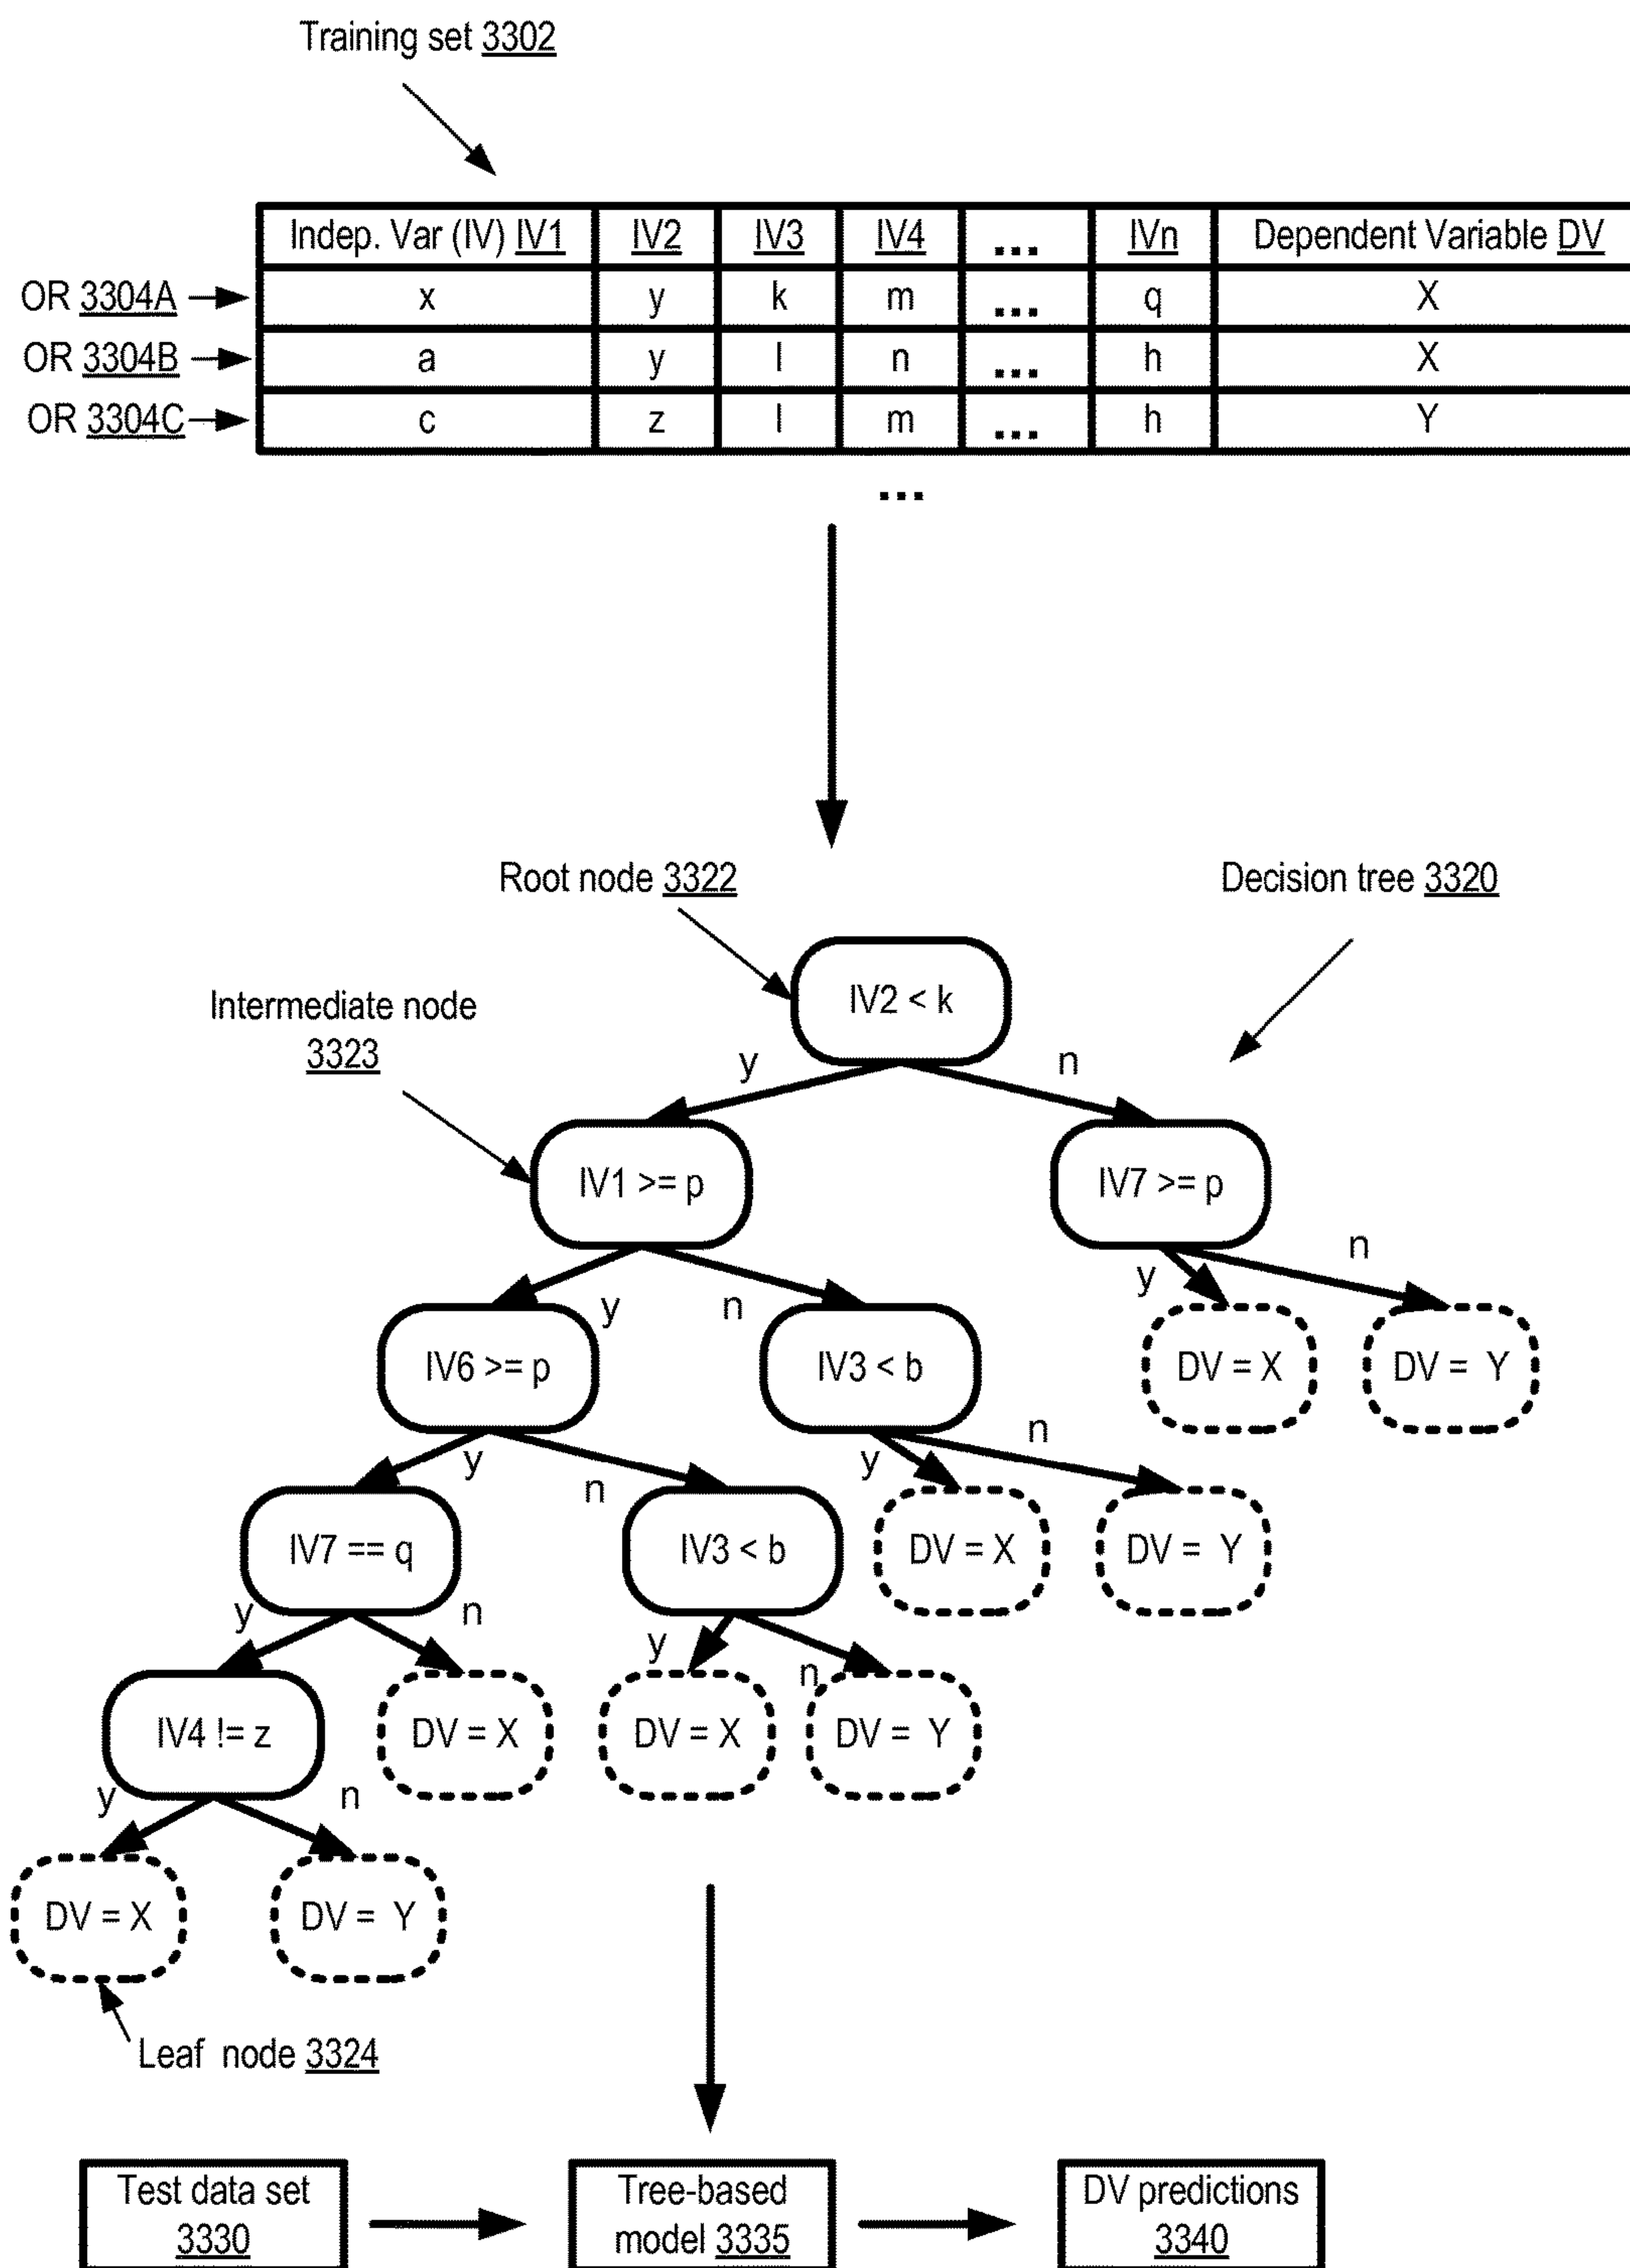 Training set 3302
Indep. Var (IV) IV1 IV2 IV3 IV4 ... IVn Dependent Variable DV
OR 3304A x y k m ... q X
OR 3304B a y l n ... h X
OR 3304C c z l m ... h Y
...
Root node 3322
Decision tree 3320
IV2 < k
Intermediate node
3323
y n
IV1 >= p IV7 >= p
y n y n
IV6 >= p IV3 < b DV = X DV = Y
y n y n
IV7 == q IV3 < b DV = X DV = Y
y n y n
IV4 != z DV = X DV = X DV = Y
y n
DV = X DV = Y
Leaf node 3324
Test data set
3330
Tree-based
model 3335
DV predictions
3340